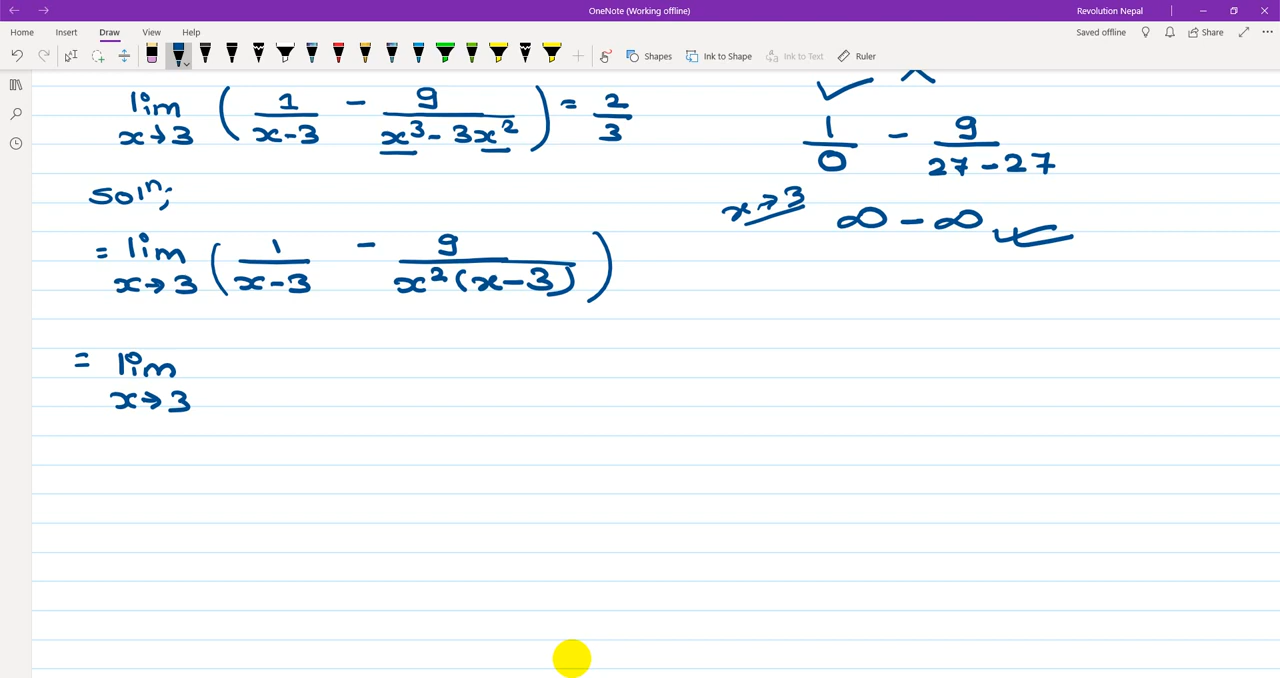 OneNote (Working offline)
Revolution Nepal
Home Insert Draw View Help
Saved offline Share
Shapes Ink to Shape Ink to Text Ruler
lim x→3 ( 1/(x-3) - 9/(x³-3x²) ) = 2/3
1/0 - 9/(27-27)
Solⁿ;
x→3 ∞ - ∞
= lim x→3 ( 1/(x-3) - 9/(x²(x-3)) )
= lim x→3